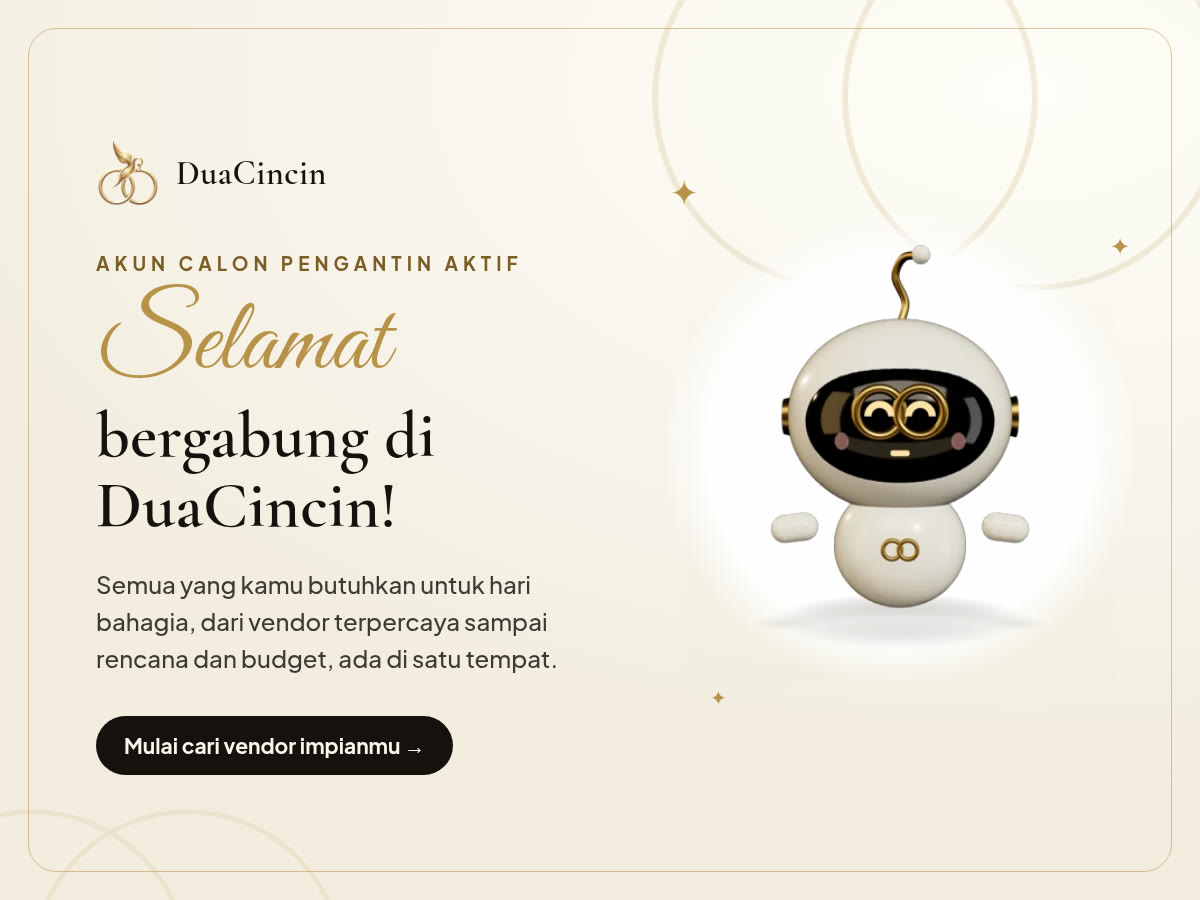 DuaCincin
AKUN CALON PENGANTIN AKTIF
Selamat
bergabung di
DuaCincin!
Semua yang kamu butuhkan untuk hari
bahagia, dari vendor terpercaya sampai
rencana dan budget, ada di satu tempat.
Mulai cari vendor impianmu →